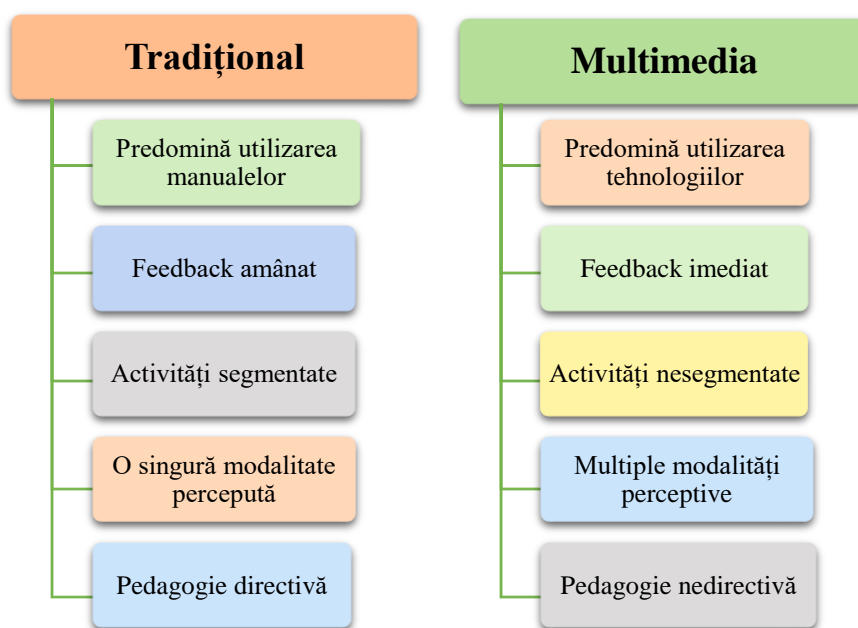 Tradițional
Predomină utilizarea
manualelor
Feedback amânat
Activități segmentate
O singură modalitate
percepută
Pedagogie directivă
Multimedia
Predomină utilizarea
tehnologiilor
Feedback imediat
Activități nesegmentate
Multiple modalități
perceptive
Pedagogie nedirectivă